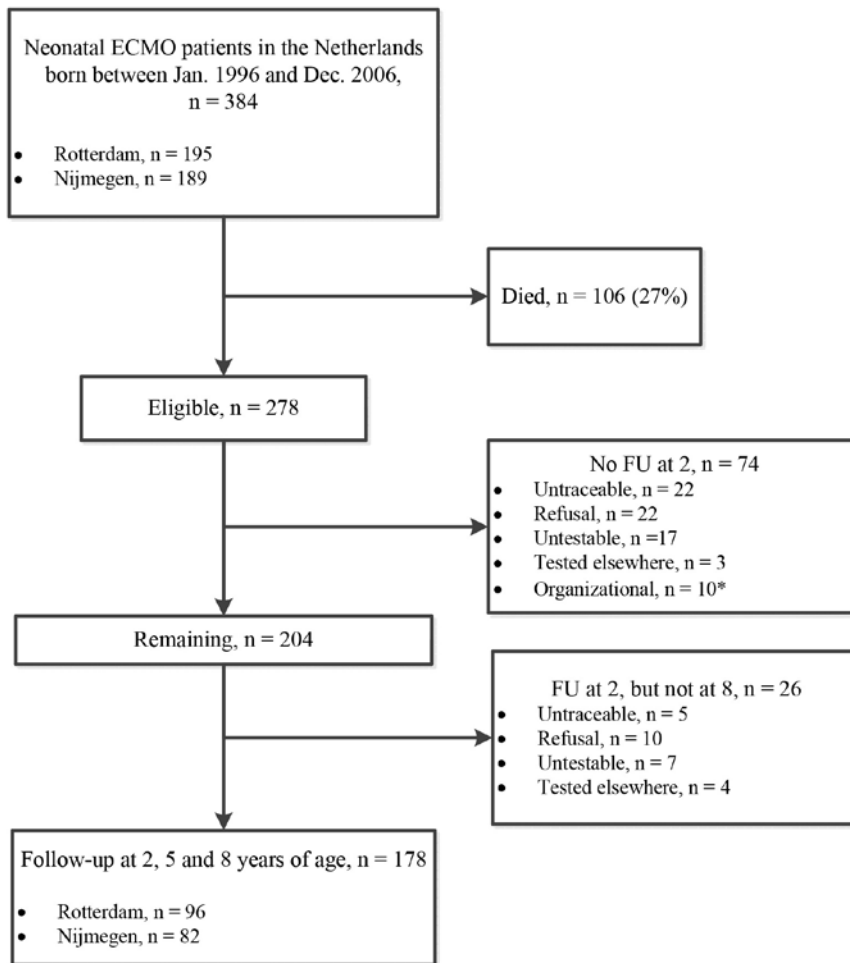 Neonatal ECMO patients in the Netherlands
born between Jan. 1996 and Dec. 2006,
n = 384
• Rotterdam, n = 195
• Nijmegen, n = 189
Died, n = 106 (27%)
Eligible, n = 278
No FU at 2, n = 74
• Untraceable, n = 22
• Refusal, n = 22
• Untestable, n =17
• Tested elsewhere, n = 3
• Organizational, n = 10*
Remaining, n = 204
FU at 2, but not at 8, n = 26
• Untraceable, n = 5
• Refusal, n = 10
• Untestable, n = 7
• Tested elsewhere, n = 4
Follow-up at 2, 5 and 8 years of age, n = 178
• Rotterdam, n = 96
• Nijmegen, n = 82